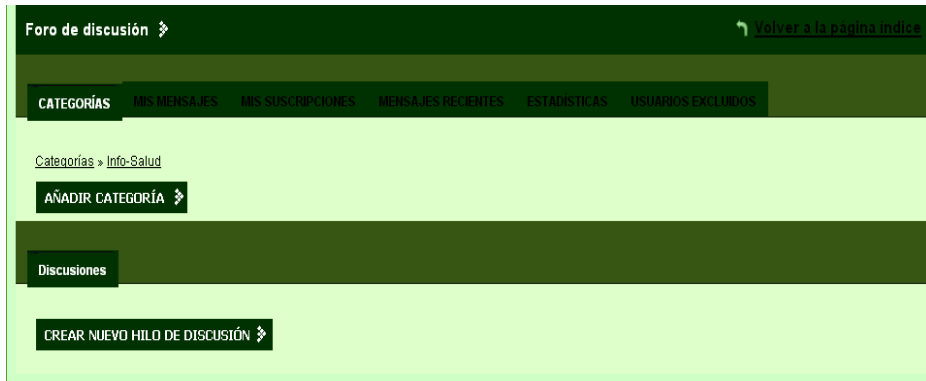 Foro de discusión
Volver a la página índice
CATEGORÍAS MIS MENSAJES MIS SUSCRIPCIONES MENSAJES RECIENTES ESTADÍSTICAS USUARIOS EXCLUIDOS
Categorías » Info-Salud
AÑADIR CATEGORÍA
Discusiones
CREAR NUEVO HILO DE DISCUSIÓN